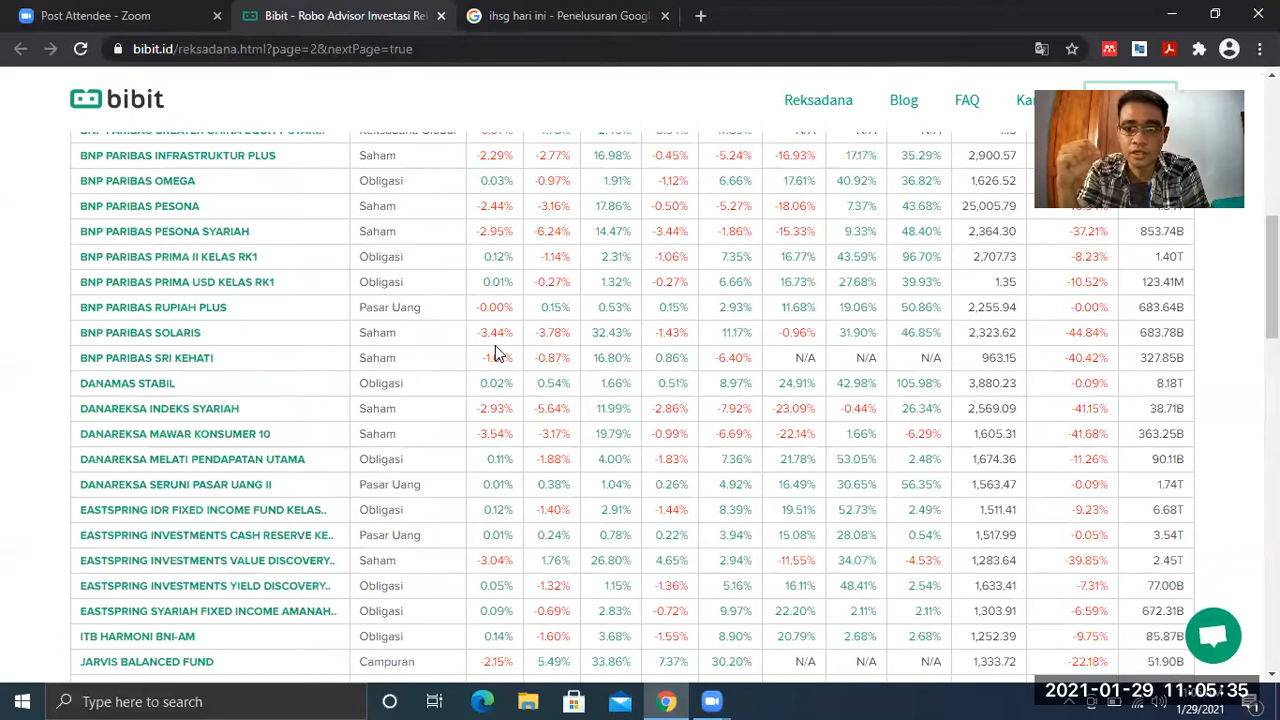 Post Attendee - Zoom
Bibit - Robo Advisor Investasi Re
ihsg hari ini - Penelusuran Goog
bibit.id/reksadana.html?page=2&nextPage=true
bibit
Reksadana Blog FAQ
BNP PARIBAS INFRASTRUKTUR PLUS Saham -2.29% -2.77% 16.98% -0.45% -5.24% -16.93% 17.17% 35.29% 2,900.57
BNP PARIBAS OMEGA Obligasi 0.03% -0.97% 1.91% -1.12% 6.66% 17.61% 40.92% 36.82% 1,626.52
BNP PARIBAS PESONA Saham -2.44% -3.16% 17.86% -0.50% -5.27% -18.06% 7.37% 43.68% 25,005.79
BNP PARIBAS PESONA SYARIAH Saham -2.95% -6.24% 14.47% -3.44% -1.86% -15.33% 9.33% 48.40% 2,364.30 -37.21% 853.74B
BNP PARIBAS PRIMA II KELAS RK1 Obligasi 0.12% -1.14% 2.31% -1.06% 7.35% 16.77% 43.59% 96.70% 2,707.73 -8.23% 1.40T
BNP PARIBAS PRIMA USD KELAS RK1 Obligasi 0.01% -0.27% 1.32% -0.27% 6.66% 16.73% 27.68% 39.93% 1.35 -10.52% 123.41M
BNP PARIBAS RUPIAH PLUS Pasar Uang -0.00% 0.15% 0.53% 0.15% 2.93% 11.68% 19.06% 50.86% 2,255.94 -0.00% 683.64B
BNP PARIBAS SOLARIS Saham -3.44% -3.78% 32.43% -1.43% 11.17% -0.96% 31.90% 46.85% 2,323.62 -44.84% 683.78B
BNP PARIBAS SRI KEHATI Saham -0.87% 16.80% 0.86% -6.40% N/A N/A N/A 963.15 -40.42% 327.85B
DANAMAS STABIL Obligasi 0.02% 0.54% 1.66% 0.51% 8.97% 24.91% 42.98% 105.98% 3,880.23 -0.09% 8.18T
DANAREKSA INDEKS SYARIAH Saham -2.93% -5.64% 11.99% -2.86% -7.92% -23.09% -0.44% 26.34% 2,569.09 -41.15% 38.71B
DANAREKSA MAWAR KONSUMER 10 Saham -3.54% -3.17% 19.79% -0.99% -6.69% -22.14% 1.66% -6.29% 1,605.31 -41.68% 363.25B
DANAREKSA MELATI PENDAPATAN UTAMA Obligasi 0.11% -1.88% 4.00% -1.83% 7.36% 21.78% 53.05% 2.48% 1,674.36 -11.26% 90.11B
DANAREKSA SERUNI PASAR UANG II Pasar Uang 0.01% 0.38% 1.04% 0.26% 4.92% 16.49% 30.65% 56.35% 1,563.47 -0.09% 1.74T
EASTSPRING IDR FIXED INCOME FUND KELAS.. Obligasi 0.12% -1.40% 2.91% -1.44% 8.39% 19.51% 52.73% 2.49% 1,511.41 -9.23% 6.68T
EASTSPRING INVESTMENTS CASH RESERVE KE.. Pasar Uang 0.01% 0.24% 0.78% 0.22% 3.94% 15.08% 28.08% 0.54% 1,517.99 -0.05% 3.54T
EASTSPRING INVESTMENTS VALUE DISCOVERY.. Saham -3.04% 1.76% 26.80% 4.65% 2.94% -11.55% 34.07% -4.53% 1,283.64 -39.85% 2.45T
EASTSPRING INVESTMENTS YIELD DISCOVERY.. Obligasi 0.05% -1.32% 1.15% -1.36% 5.16% 16.11% 48.41% 2.54% 1,633.41 -7.31% 77.00B
EASTSPRING SYARIAH FIXED INCOME AMANAH.. Obligasi 0.09% -0.69% 2.83% -0.72% 9.97% 22.20% 2.11% 2.11% 1,303.91 -6.59% 672.31B
ITB HARMONI BNI-AM Obligasi 0.14% -1.60% 3.68% -1.55% 8.90% 20.79% 2.68% 2.68% 1,252.39 -9.75% 85.87B
JARVIS BALANCED FUND Campuran -2.15% 5.49% 33.86% 7.37% 30.20% N/A N/A N/A 1,333.72 -22.18% 51.90B
Type here to search
2021-01-29 11:05:35
1/29/2021